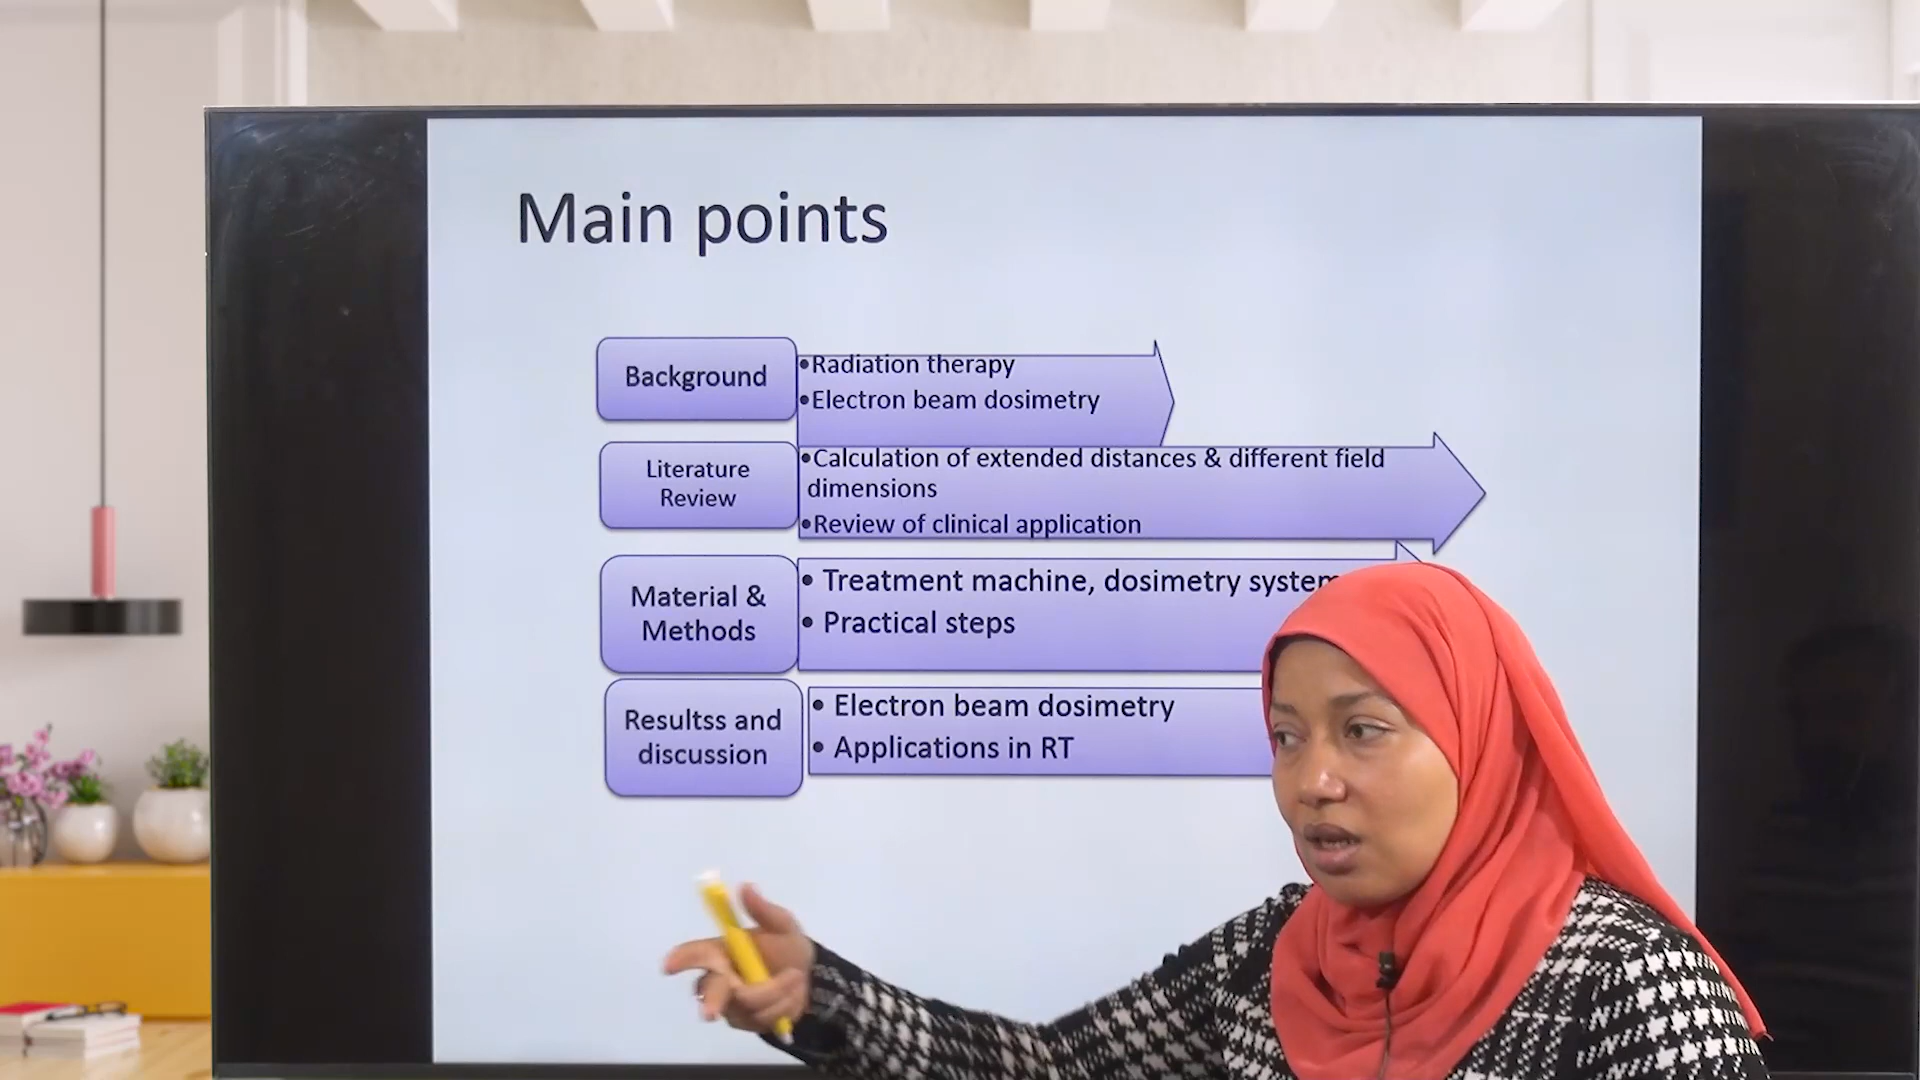 Main points
Background
•Radiation therapy
•Electron beam dosimetry
Literature
Review
•Calculation of extended distances & different field
dimensions
•Review of clinical application
Material &
Methods
• Treatment machine, dosimetry system
• Practical steps
Resultss and
discussion
• Electron beam dosimetry
• Applications in RT